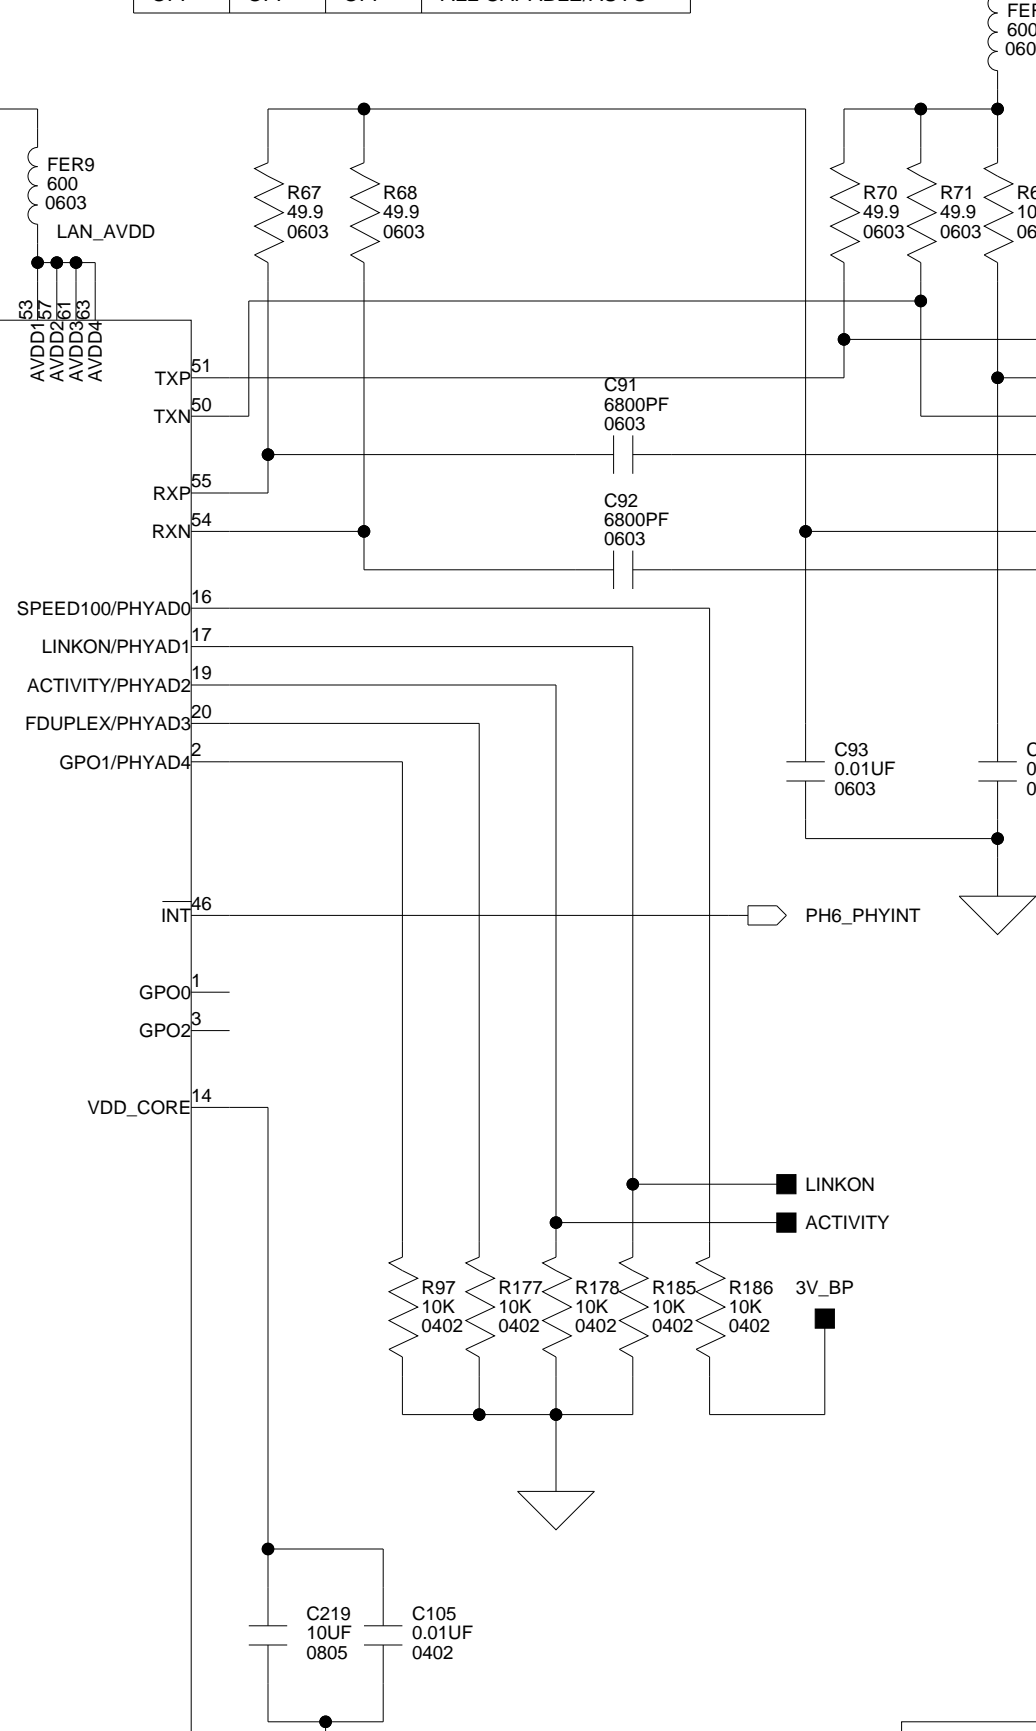 FER9
600
0603
LAN_AVDD
R67
49.9
0603
R68
49.9
0603
R70
49.9
0603
R71
49.9
0603
53
57
61
63
AVDD1
AVDD2
AVDD3
AVDD4
TXP
51
TXN
50
RXP
55
RXN
54
C91
6800PF
0603
C92
6800PF
0603
SPEED100/PHYAD0
16
LINKON/PHYAD1
17
ACTIVITY/PHYAD2
19
FDUPLEX/PHYAD3
20
GPO1/PHYAD4
2
C93
0.01UF
0603
INT
46
PH6_PHYINT
GPO0
1
GPO2
3
VDD_CORE
14
LINKON
ACTIVITY
R97
10K
0402
R177
10K
0402
R178
10K
0402
R185
10K
0402
R186
10K
0402
3V_BP
C219
10UF
0805
C105
0.01UF
0402